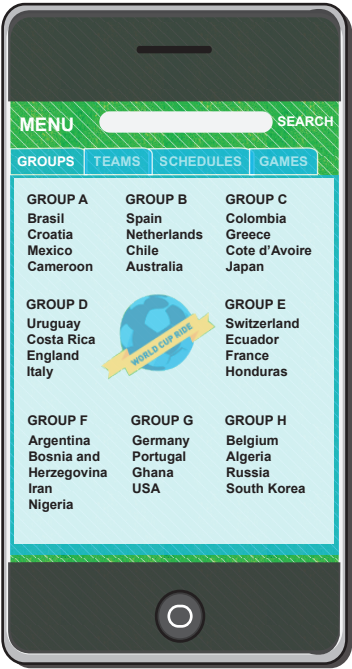 MENU
SEARCH
GROUPS
TEAMS
SCHEDULES
GAMES
GROUP A
Brasil
Croatia
Mexico
Cameroon
GROUP B
Spain
Netherlands
Chile
Australia
GROUP C
Colombia
Greece
Cote d'Avoire
Japan
GROUP D
Uruguay
Costa Rica
England
Italy
WORLD CUP RIDE
GROUP E
Switzerland
Ecuador
France
Honduras
GROUP F
Argentina
Bosnia and
Herzegovina
Iran
Nigeria
GROUP G
Germany
Portugal
Ghana
USA
GROUP H
Belgium
Algeria
Russia
South Korea